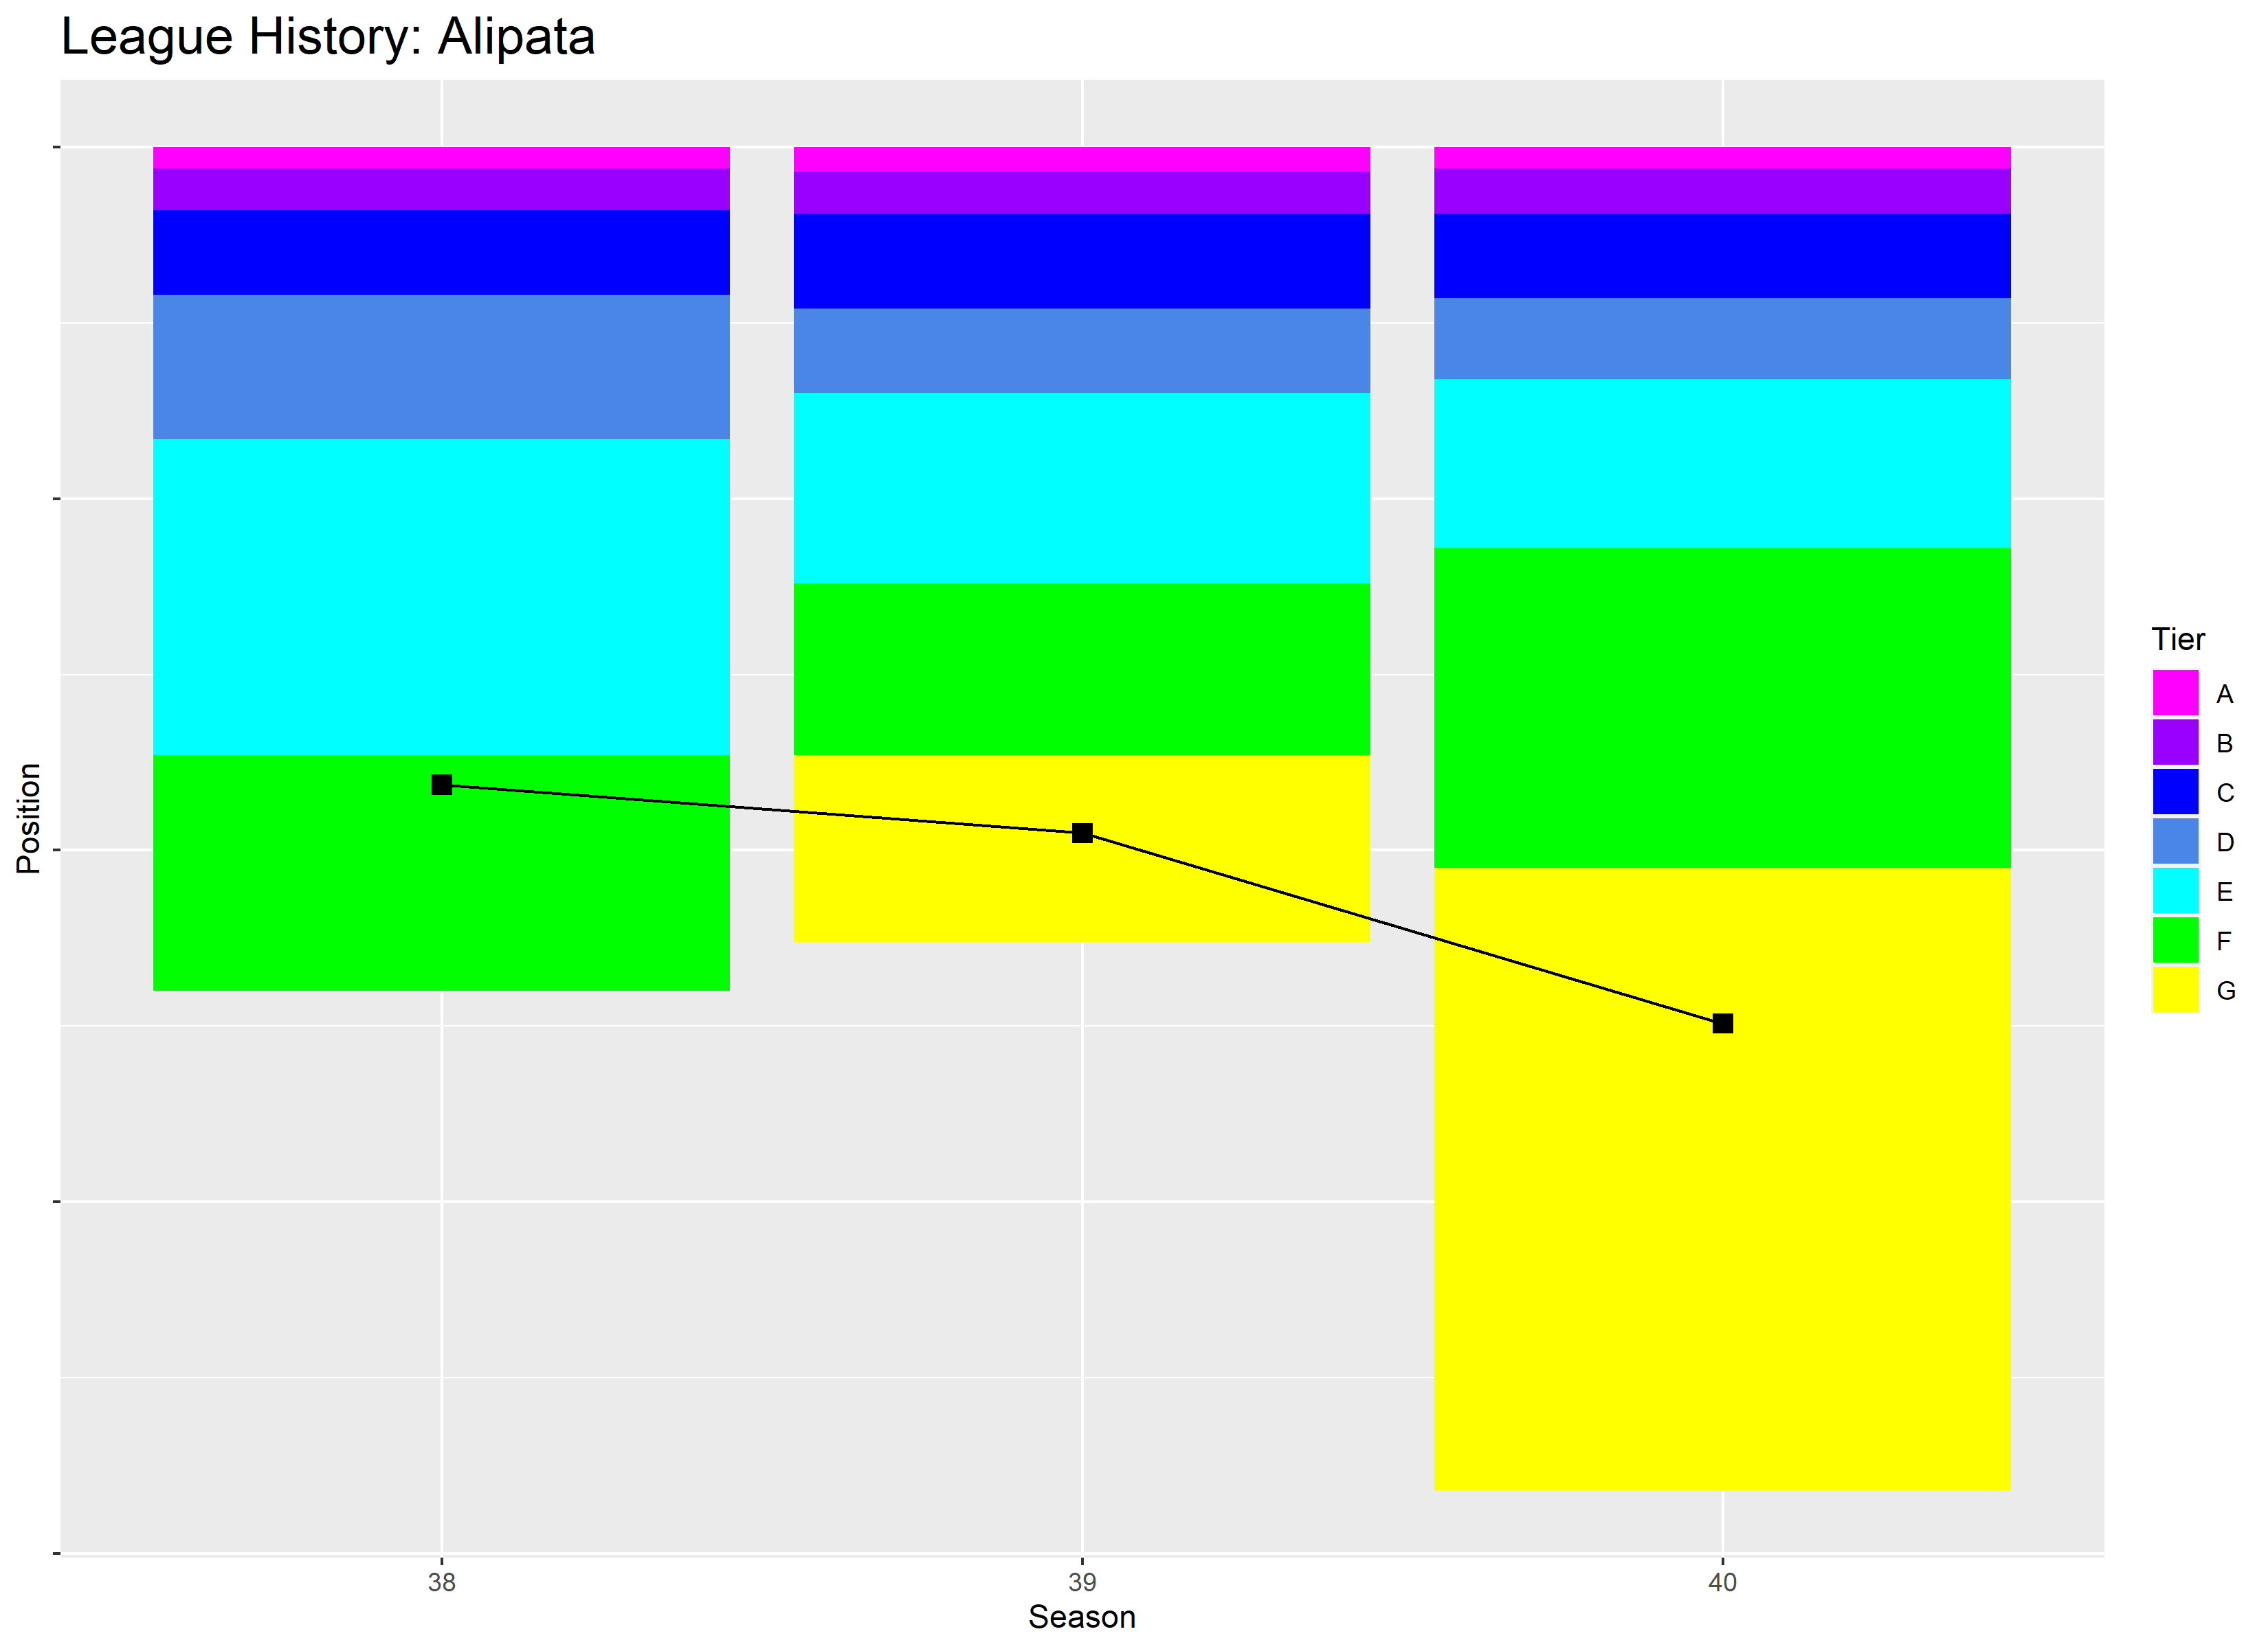 League History: Alipata
Position
Tier
A
B
C
D
E
F
G
38
39
40
Season